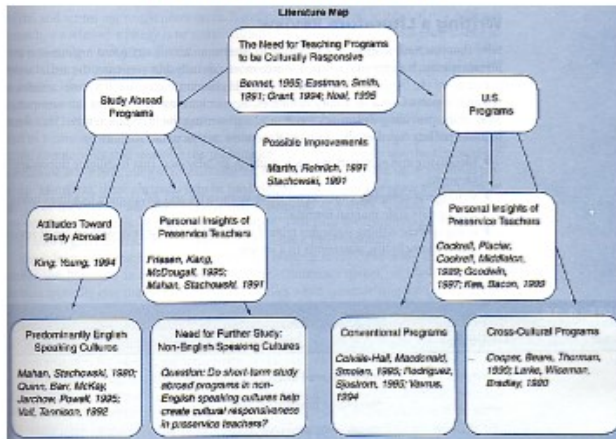 Literature Map
The Need for Teaching Programs
to be Culturally Responsive
Bennet, 1995; Eastman, Smith,
1991; Grant, 1994; Noel, 1995
Study Abroad
Programs
U.S.
Programs
Possible Improvements
Martin, Rohrlich, 1991
Stachowski, 1991
Attitudes Toward
Study Abroad
King, Young, 1994
Personal Insights of
Preservice Teachers
Friesen, Kang,
McDougall, 1995;
Mahan, Stachowski, 1991
Personal Insights of
Preservice Teachers
Cockrell, Placier,
Cockrell, Middleton,
1999; Goodwin,
1997; Kea, Bacon, 1999
Predominantly English
Speaking Cultures
Mahan, Stachowski, 1990;
Quinn, Barr, McKay,
Jarchow, Powell, 1995;
Vall, Tennison, 1992
Need for Further Study:
Non-English Speaking Cultures
Question: Do short-term study
abroad programs in non-
English speaking cultures help
create cultural responsiveness
in preservice teachers?
Conventional Programs
Colville-Hall, Macdonald,
Smolen, 1995; Rodriguez,
Sjostrom, 1995; Vavrus,
1994
Cross-Cultural Programs
Cooper, Beare, Thorman,
1990; Larke, Wiseman,
Bradley, 1990